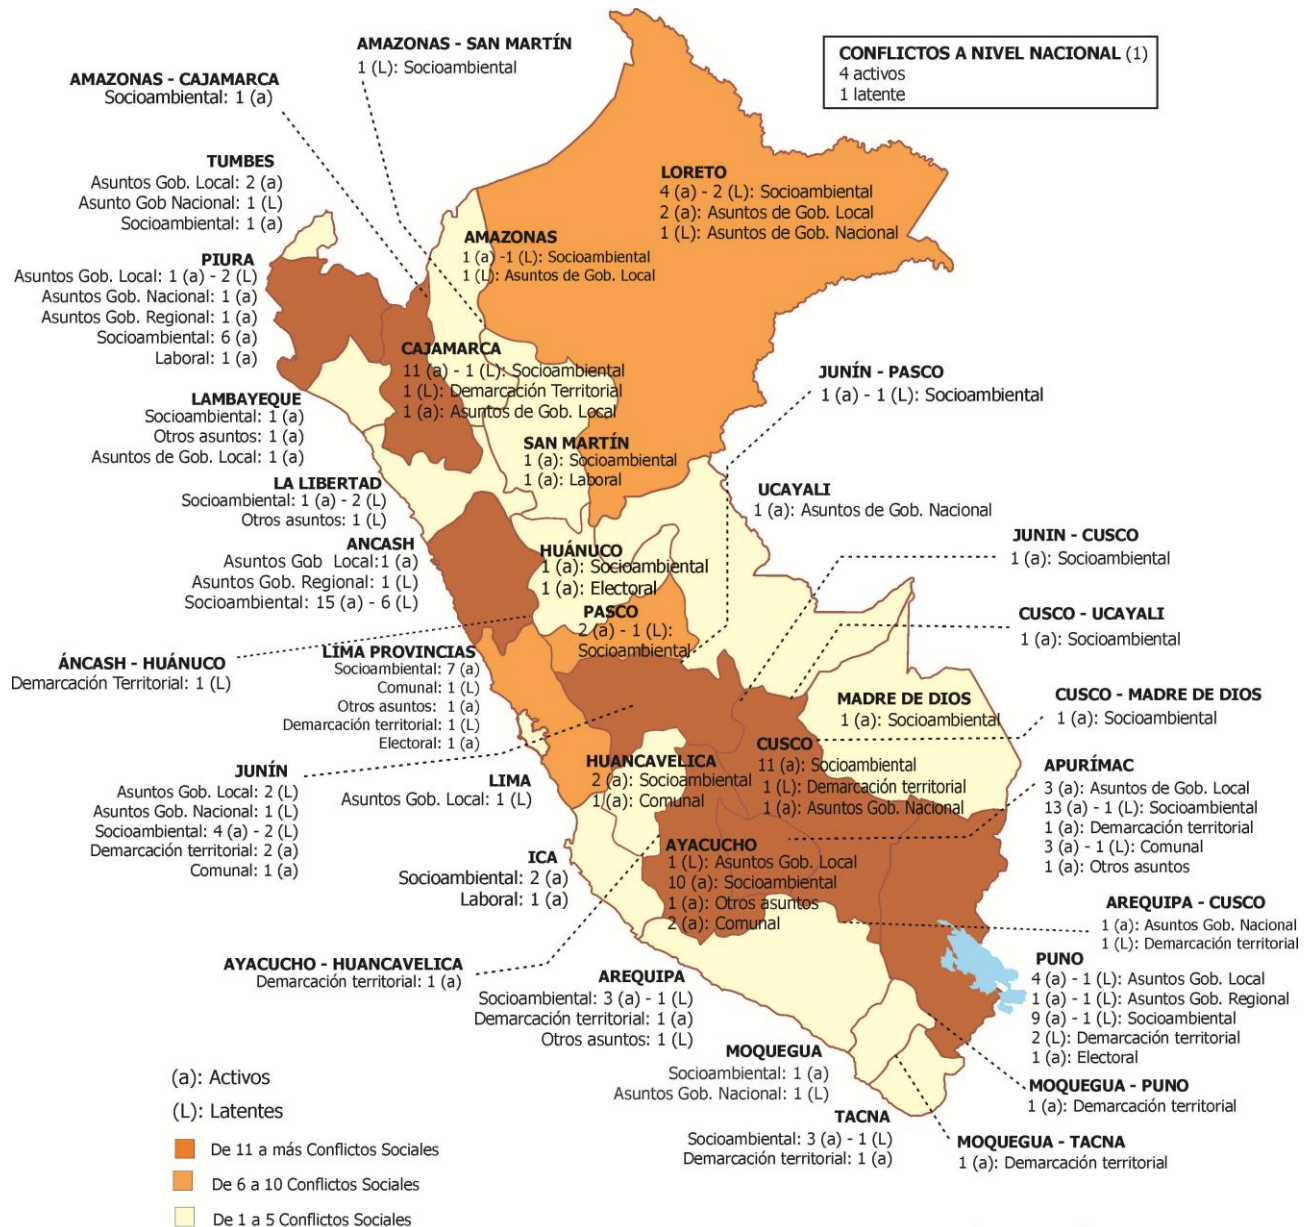 AMAZONAS - SAN MARTÍN
1 (L): Socioambiental
CONFLICTOS A NIVEL NACIONAL (1)
4 activos
1 latente
AMAZONAS - CAJAMARCA
Socioambiental: 1 (a)
TUMBES
Asuntos Gob. Local: 2 (a)
Asunto Gob Nacional: 1 (L)
Socioambiental: 1 (a)
LORETO
4 (a) - 2 (L): Socioambiental
2 (a): Asuntos de Gob. Local
1 (L): Asuntos de Gob. Nacional
AMAZONAS
1 (a) -1 (L): Socioambiental
1 (L): Asuntos de Gob. Local
PIURA
Asuntos Gob. Local: 1 (a) - 2 (L)
Asuntos Gob. Nacional: 1 (a)
Asuntos Gob. Regional: 1 (a)
Socioambiental: 6 (a)
Laboral: 1 (a)
CAJAMARCA
11 (a) - 1 (L): Socioambiental
1 (L): Demarcación Territorial
1 (a): Asuntos de Gob. Local
JUNÍN - PASCO
1 (a) - 1 (L): Socioambiental
LAMBAYEQUE
Socioambiental: 1 (a)
Otros asuntos: 1 (a)
Asuntos de Gob. Local: 1 (a)
SAN MARTÍN
1 (a): Socioambiental
1 (a): Laboral
LA LIBERTAD
Socioambiental: 1 (a) - 2 (L)
Otros asuntos: 1 (L)
UCAYALI
1 (a): Asuntos de Gob. Nacional
ANCASH
Asuntos Gob Local:1 (a)
Asuntos Gob. Regional: 1 (L)
Socioambiental: 15 (a) - 6 (L)
HUÁNUCO
1 (a): Socioambiental
1 (a): Electoral
JUNIN - CUSCO
1 (a): Socioambiental
PASCO
2 (a) - 1 (L):
Socioambiental
CUSCO - UCAYALI
1 (a): Socioambiental
ÁNCASH - HUÁNUCO
Demarcación Territorial: 1 (L)
LIMA PROVINCIAS
Socioambiental: 7 (a)
Comunal: 1 (L)
Otros asuntos: 1 (a)
Demarcación territorial: 1 (L)
Electoral: 1 (a)
MADRE DE DIOS
1 (a): Socioambiental
CUSCO - MADRE DE DIOS
1 (a): Socioambiental
JUNÍN
Asuntos Gob. Local: 2 (L)
Asuntos Gob. Nacional: 1 (L)
Socioambiental: 4 (a) - 2 (L)
Demarcación territorial: 2 (a)
Comunal: 1 (a)
LIMA
Asuntos Gob. Local: 1 (L)
HUANCAVELICA
2 (a): Socioambiental
1 (a): Comunal
CUSCO
11 (a): Socioambiental
1 (L): Demarcación territorial
1 (a): Asuntos Gob. Nacional
APURÍMAC
3 (a): Asuntos de Gob. Local
13 (a) - 1 (L): Socioambiental
1 (a): Demarcación territorial
3 (a) - 1 (L): Comunal
1 (a): Otros asuntos
ICA
Socioambiental: 2 (a)
Laboral: 1 (a)
AYACUCHO
1 (L): Asuntos Gob. Local
10 (a): Socioambiental
1 (a): Otros asuntos
2 (a): Comunal
AREQUIPA - CUSCO
1 (a): Asuntos Gob. Nacional
1 (L): Demarcación territorial
AYACUCHO - HUANCAVELICA
Demarcación territorial: 1 (a)
AREQUIPA
Socioambiental: 3 (a) - 1 (L)
Demarcación territorial: 1 (a)
Otros asuntos: 1 (L)
PUNO
4 (a) - 1 (L): Asuntos Gob. Local
1 (a) - 1 (L): Asuntos Gob. Regional
9 (a) - 1 (L): Socioambiental
2 (L): Demarcación territorial
1 (a): Electoral
MOQUEGUA
Socioambiental: 1 (a)
Asuntos Gob. Nacional: 1 (L)
MOQUEGUA - PUNO
1 (a): Demarcación territorial
TACNA
Socioambiental: 3 (a) - 1 (L)
Demarcación territorial: 1 (a)
MOQUEGUA - TACNA
1 (a): Demarcación territorial
(a): Activos
(L): Latentes
De 11 a más Conflictos Sociales
De 6 a 10 Conflictos Sociales
De 1 a 5 Conflictos Sociales